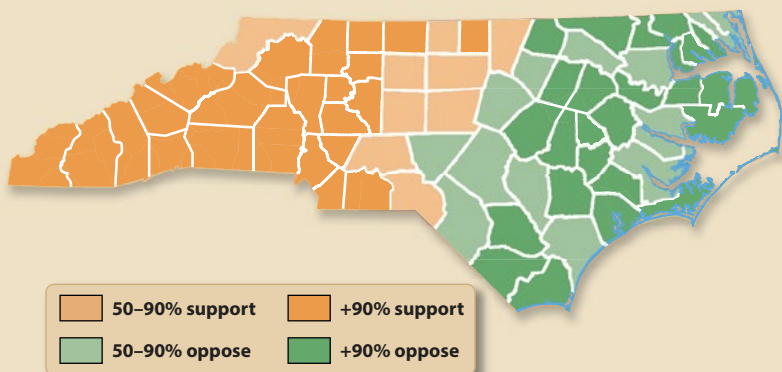 50–90% support
+90% support
50–90% oppose
+90% oppose